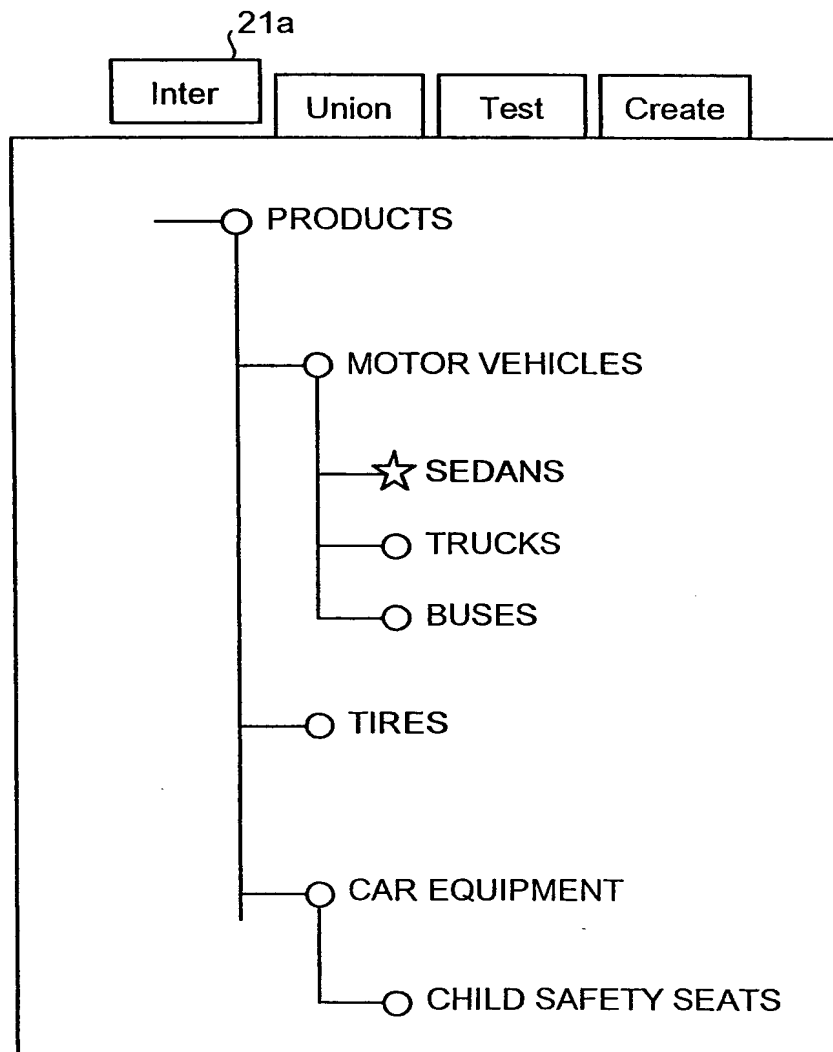 21a
Inter Union Test Create
PRODUCTS
MOTOR VEHICLES
SEDANS
TRUCKS
BUSES
TIRES
CAR EQUIPMENT
CHILD SAFETY SEATS